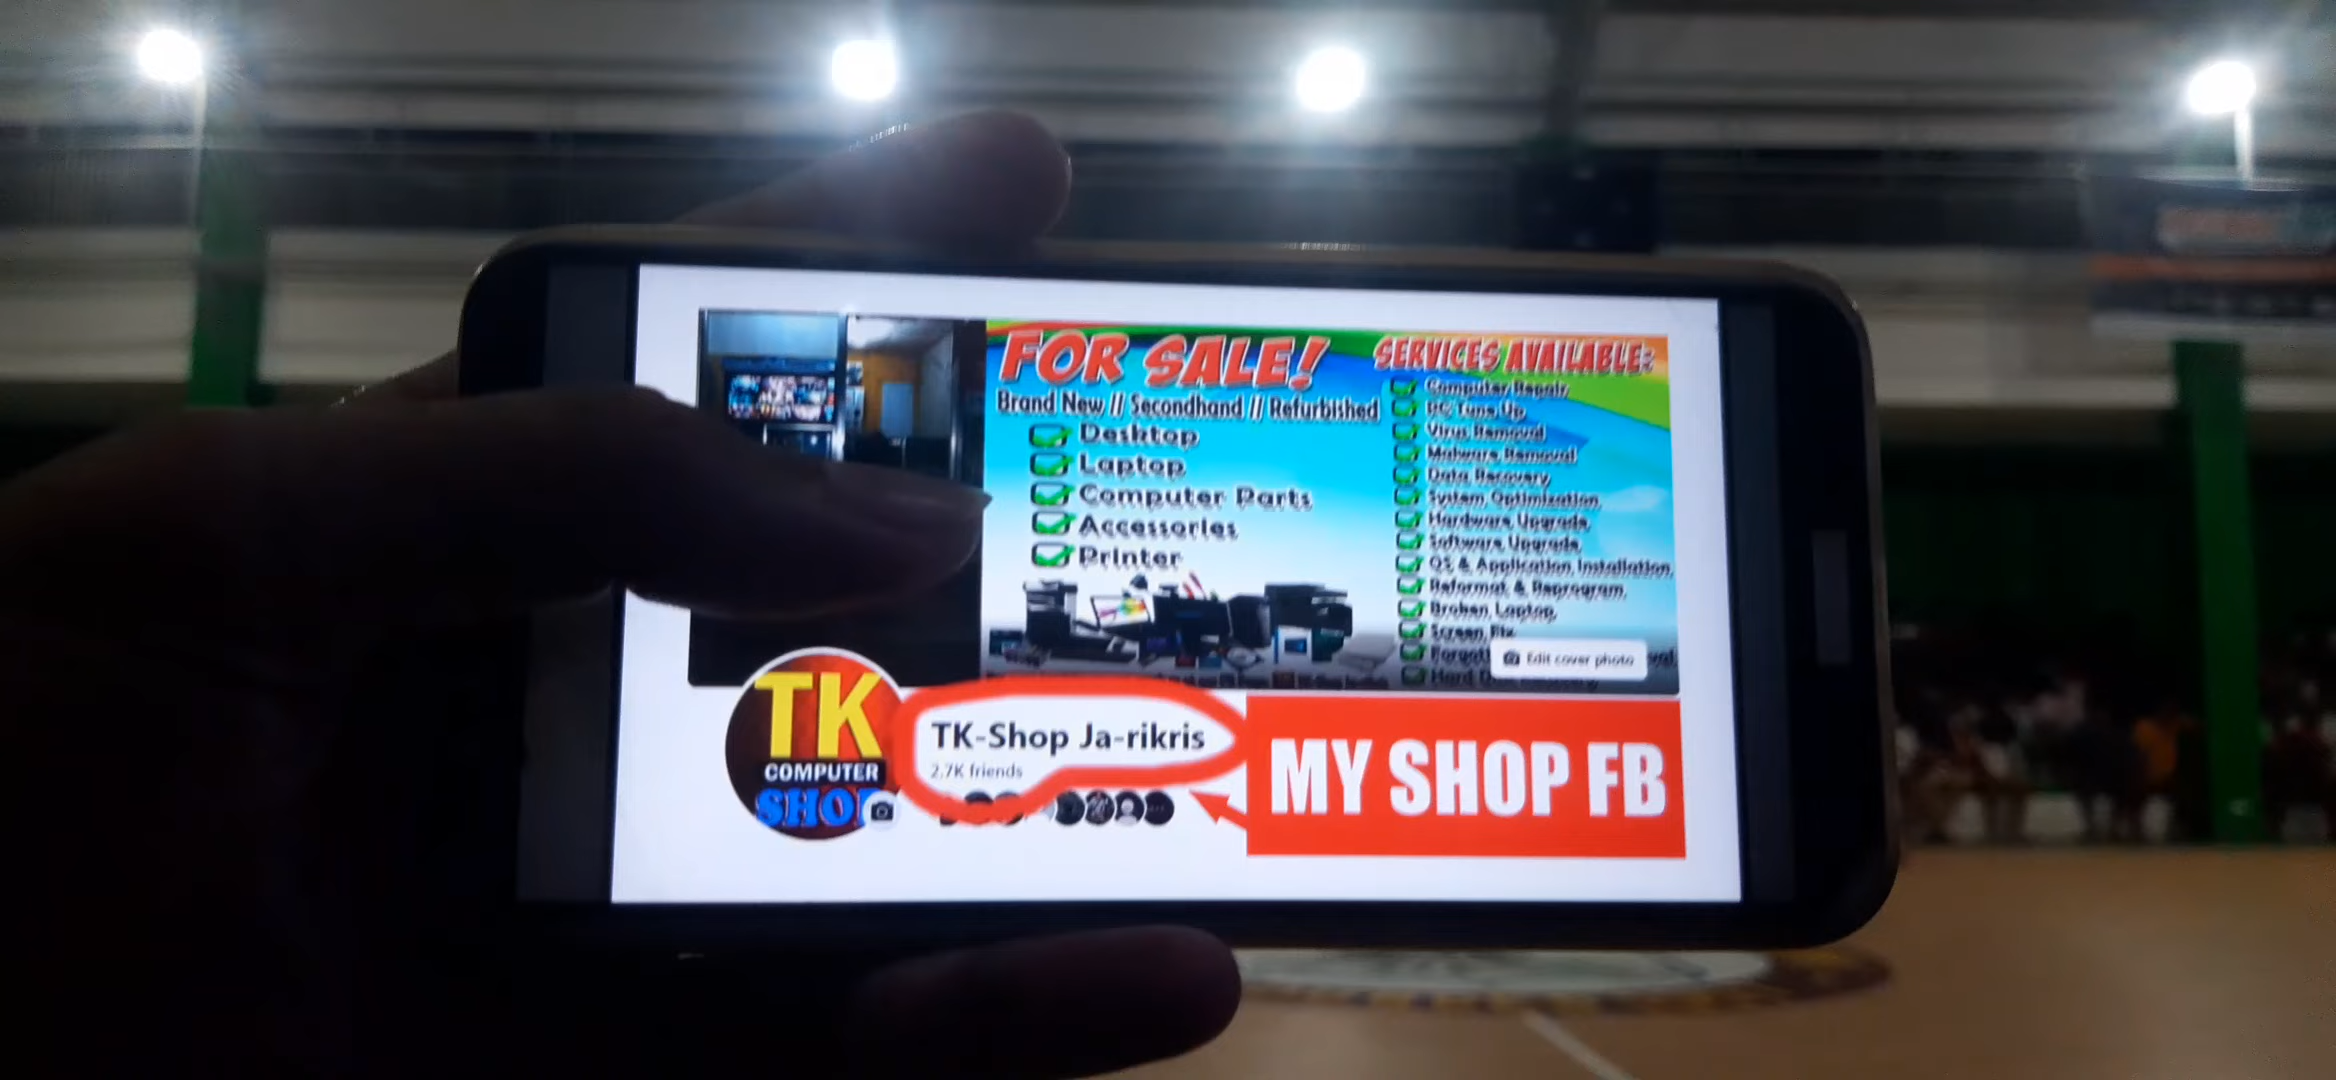 FOR SALE!
Brand New // Secondhand // Refurbished
Desktop
Laptop
Computer Parts
Accessories
Printer
SERVICES AVAILABLE:
Computer Repair
PC Tune Up
Virus Removal
Malware Removal
Data Recovery
System Optimization
Hardware Upgrade
Software Upgrade
OS & Application Installation
Reformat & Reprogram
Broken Laptop
Screen Fix
Edit cover photo
Hard
TK
COMPUTER
SHOP
TK-Shop Ja-rikris
2.7K friends
MY SHOP FB